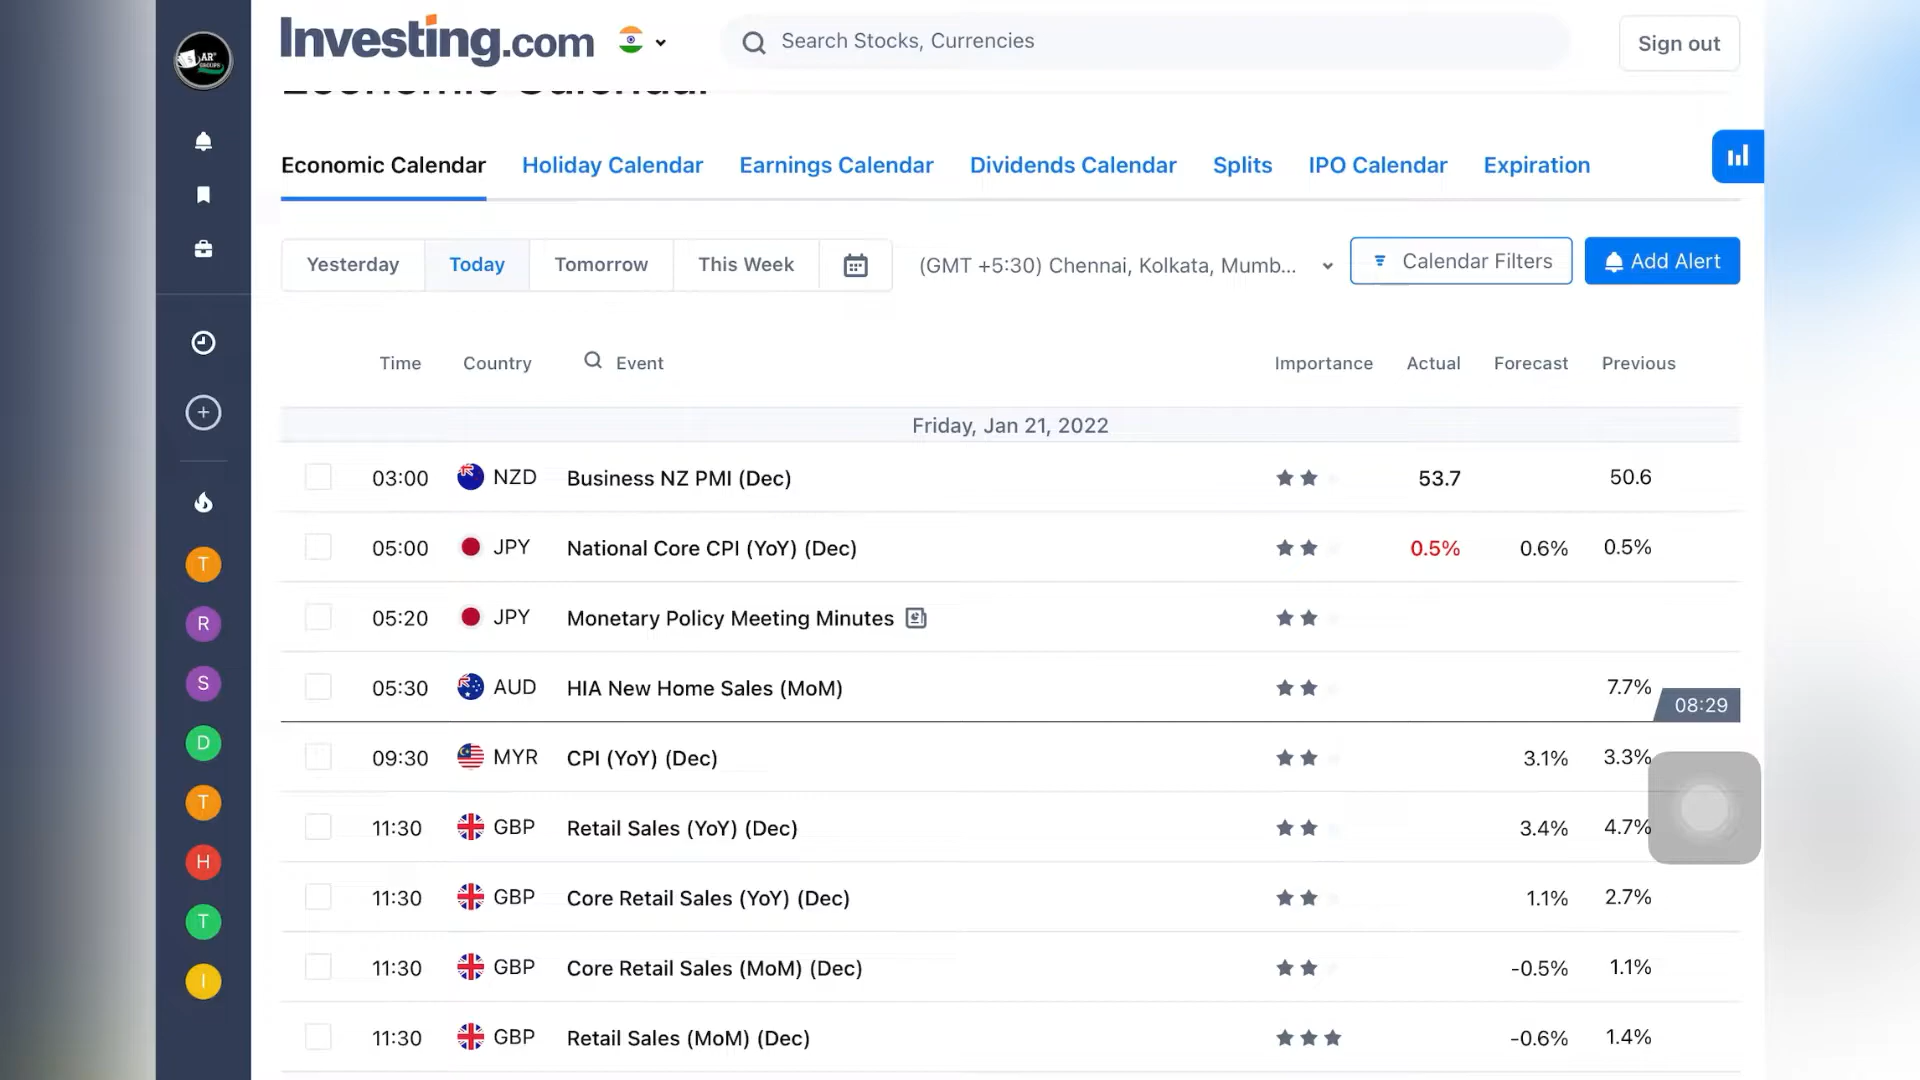 AR GROUPS
Investing.com
Search Stocks, Currencies
Sign out
Economic Calendar
Economic Calendar Holiday Calendar Earnings Calendar Dividends Calendar Splits IPO Calendar Expiration
Yesterday Today Tomorrow This Week (GMT +5:30) Chennai, Kolkata, Mumb... Calendar Filters Add Alert
Time Country Event Importance Actual Forecast Previous
Friday, Jan 21, 2022
03:00 NZD Business NZ PMI (Dec) 53.7 50.6
05:00 JPY National Core CPI (YoY) (Dec) 0.5% 0.6% 0.5%
05:20 JPY Monetary Policy Meeting Minutes
05:30 AUD HIA New Home Sales (MoM) 7.7%
08:29
09:30 MYR CPI (YoY) (Dec) 3.1% 3.3%
11:30 GBP Retail Sales (YoY) (Dec) 3.4% 4.7%
11:30 GBP Core Retail Sales (YoY) (Dec) 1.1% 2.7%
11:30 GBP Core Retail Sales (MoM) (Dec) -0.5% 1.1%
11:30 GBP Retail Sales (MoM) (Dec) -0.6% 1.4%
T
R
S
D
T
H
T
I